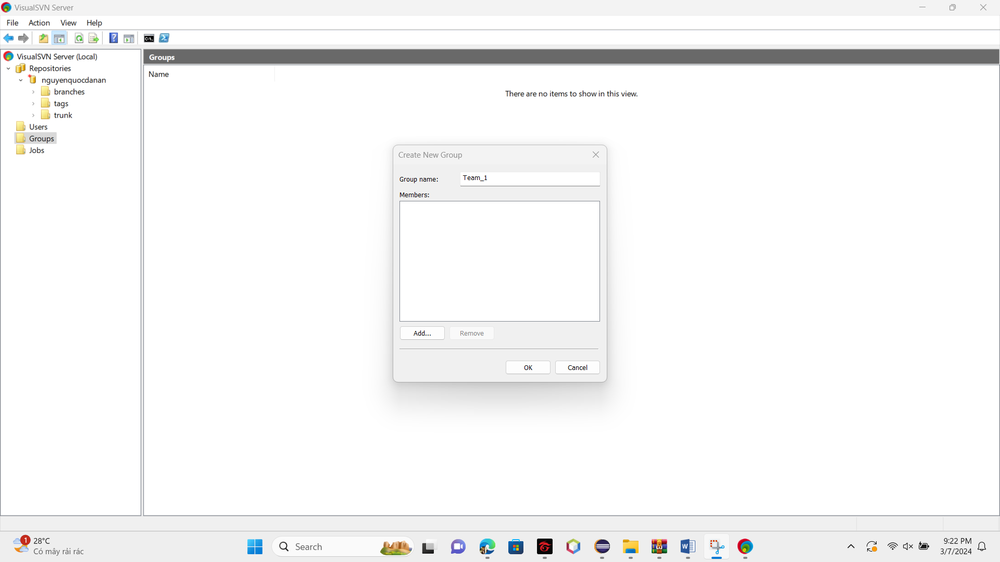 VisualSVN Server
File Action View Help
VisualSVN Server (Local)
Repositories
nguyenquocdanan
branches
tags
trunk
Users
Groups
Jobs
Groups
Name
There are no items to show in this view.
Create New Group
Group name:
Team_1
Members:
Add...
Remove
OK
Cancel
1
28°C
Có mây rải rác
Search
9:22 PM
3/7/2024